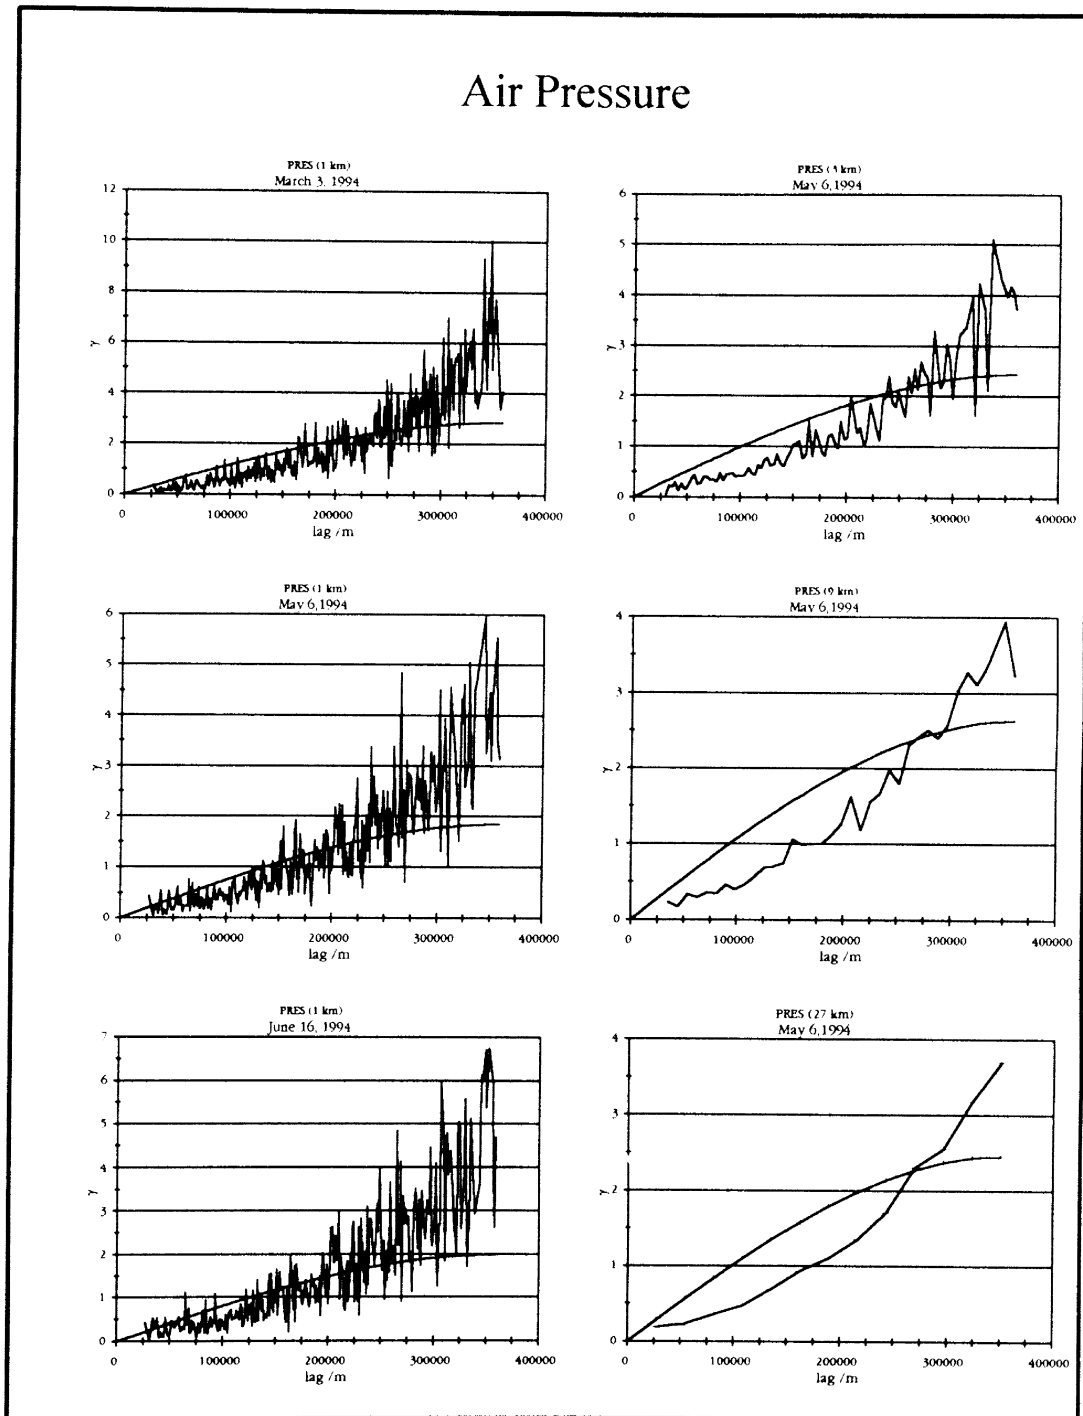 Air Pressure
PRES (1 km)
March 3, 1994
12
10
8
6
4
2
0
γ
0 100000 200000 300000 400000
lag /m
PRES (3 km)
May 6, 1994
6
5
4
3
2
1
0
γ
0 100000 200000 300000 400000
lag /m
PRES (1 km)
May 6, 1994
6
5
4
3
2
1
0
γ
0 100000 200000 300000 400000
lag /m
PRES (9 km)
May 6, 1994
4
3
2
1
0
γ
0 100000 200000 300000 400000
lag /m
PRES (1 km)
June 16, 1994
7
6
5
4
3
2
1
0
γ
0 100000 200000 300000 400000
lag /m
PRES (27 km)
May 6, 1994
4
3
2
1
0
γ
0 100000 200000 300000 400000
lag /m